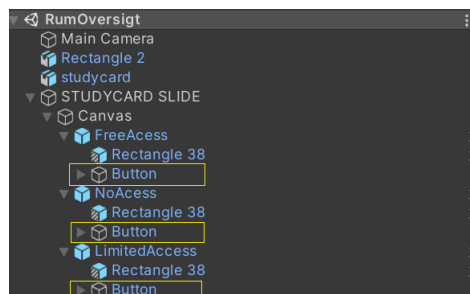 RumOversigt
Main Camera
Rectangle 2
studycard
STUDYCARD SLIDE
Canvas
FreeAcess
Rectangle 38
Button
NoAcess
Rectangle 38
Button
LimitedAccess
Rectangle 38
Button